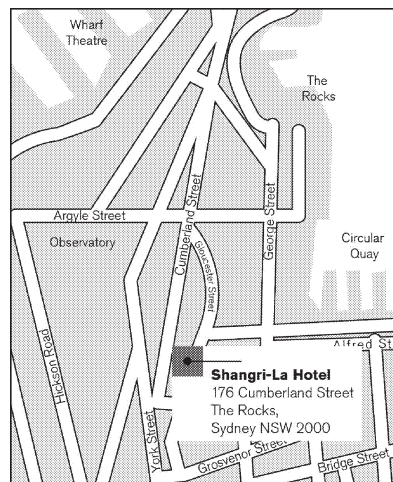 Wharf
Theatre
The
Rocks
Argyle Street
Observatory
Cumberland Street
Gloucester Street
George Street
Circular
Quay
Hickson Road
Alfred St
Shangri-La Hotel
176 Cumberland Street
The Rocks,
Sydney NSW 2000
York Street
Grosvenor Street
Bridge Street